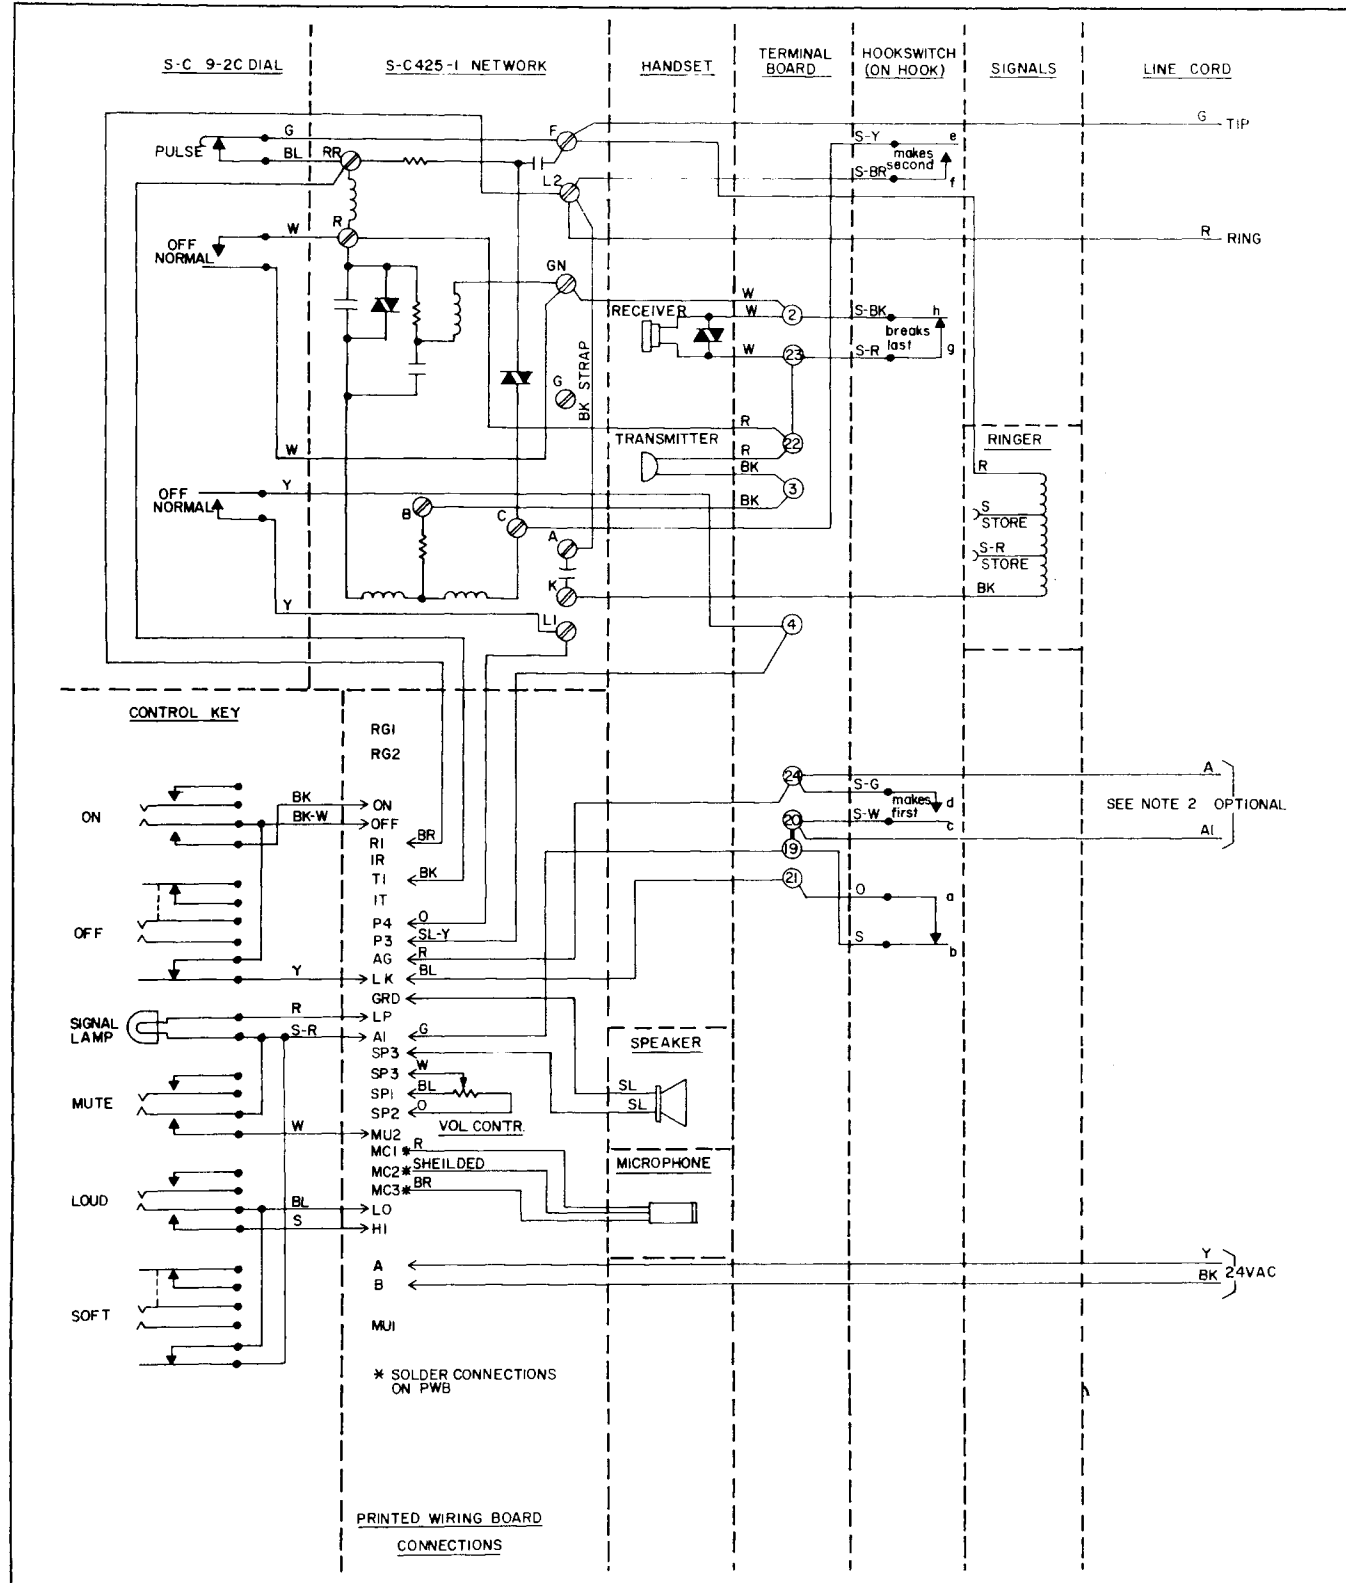 S-C 9-2C DIAL
S-C425-1 NETWORK
HANDSET
TERMINAL
BOARD
HOOKSWITCH
(ON HOOK)
SIGNALS
LINE CORD
G
TIP
G
F
S-Y
e
PULSE
BL
RR
makes
second
S-BR
f
L2
R
W
R
RING
OFF
NORMAL
GN
W
RECEIVER
W
2
S-BK
h
breaks
last
W
23
S-R
g
BK STRAP
G
R
TRANSMITTER
22
RINGER
W
R
BK
R
OFF
NORMAL
Y
3
B
BK
C
S
STORE
A
S-R
STORE
K
BK
Y
L1
4
CONTROL KEY
RG1
RG2
24
A
S-G
BK
ON
makes
first
d
SEE NOTE 2 OPTIONAL
ON
BK-W
OFF
20
S-W
c
A1
R1
BR
19
IR
T1
BK
21
IT
O
a
P4
O
OFF
P3
SL-Y
S
b
AG
R
Y
LK
BL
GRD
R
LP
SIGNAL
LAMP
S-R
A1
G
SPEAKER
SP3
SP3
W
SP1
BL
SL
MUTE
SP2
O
SL
VOL CONTR.
W
MU2
MC1
*
R
MC2
*
SHEILDED
MICROPHONE
MC3
*
BR
LOUD
BL
LO
S
HI
A
Y
B
BK
24VAC
SOFT
MU1
* SOLDER CONNECTIONS
ON PWB
PRINTED WIRING BOARD
CONNECTIONS